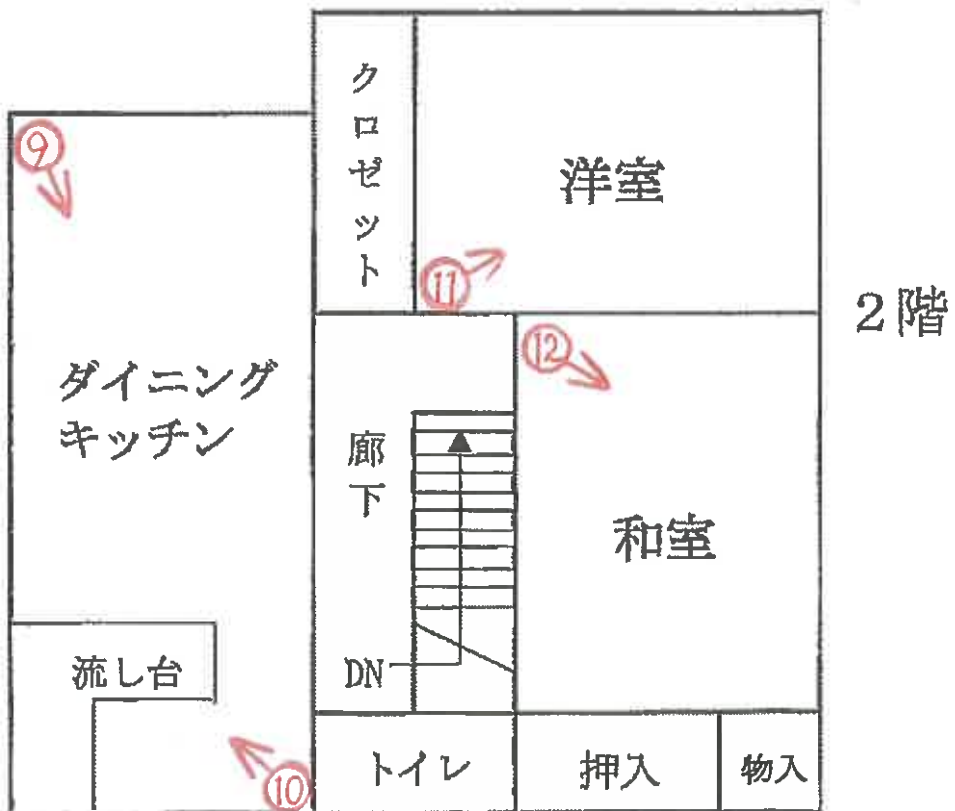 クロゼット
⑨
洋室
⑪
2階
⑫
ダイニング
キッチン
廊下
和室
流し台
DN
⑩
トイレ
押入
物入